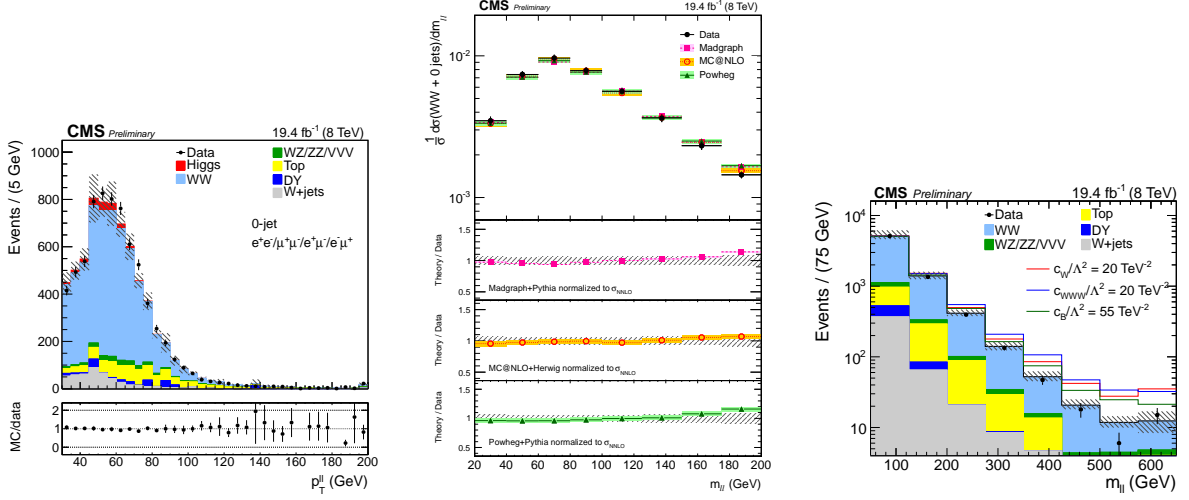 CMS Preliminary 19.4 fb⁻¹ (8 TeV)
Events / (5 GeV)
1000
800
600
400
200
0
Data
Higgs
WW
WZ/ZZ/VVV
Top
DY
W+jets
0-jet
e⁺e⁻/μ⁺μ⁻/e⁺μ⁻/e⁻μ⁺
MC/data
2
1
0
40 60 80 100 120 140 160 180 200
p_T^ll (GeV)
CMS Preliminary 19.4 fb⁻¹ (8 TeV)
1/σ dσ(WW + 0 jets)/dm_ll
10⁻²
10⁻³
Data
Madgraph
MC@NLO
Powheg
Theory / Data
1.5
1
0.5
Madgraph+Pythia normalized to σ_NNLO
Theory / Data
1.5
1
0.5
MC@NLO+Herwig normalized to σ_NNLO
Theory / Data
1.5
1
0.5
Powheg+Pythia normalized to σ_NNLO
20 40 60 80 100 120 140 160 180 200
m_ll (GeV)
CMS Preliminary 19.4 fb⁻¹ (8 TeV)
Events / (75 GeV)
10⁴
10³
10²
10
Data
WW
WZ/ZZ/VVV
Top
DY
W+jets
c_W/Λ² = 20 TeV⁻²
c_WWW/Λ² = 20 TeV⁻²
c_B/Λ² = 55 TeV⁻²
100 200 300 400 500 600
m_ll (GeV)